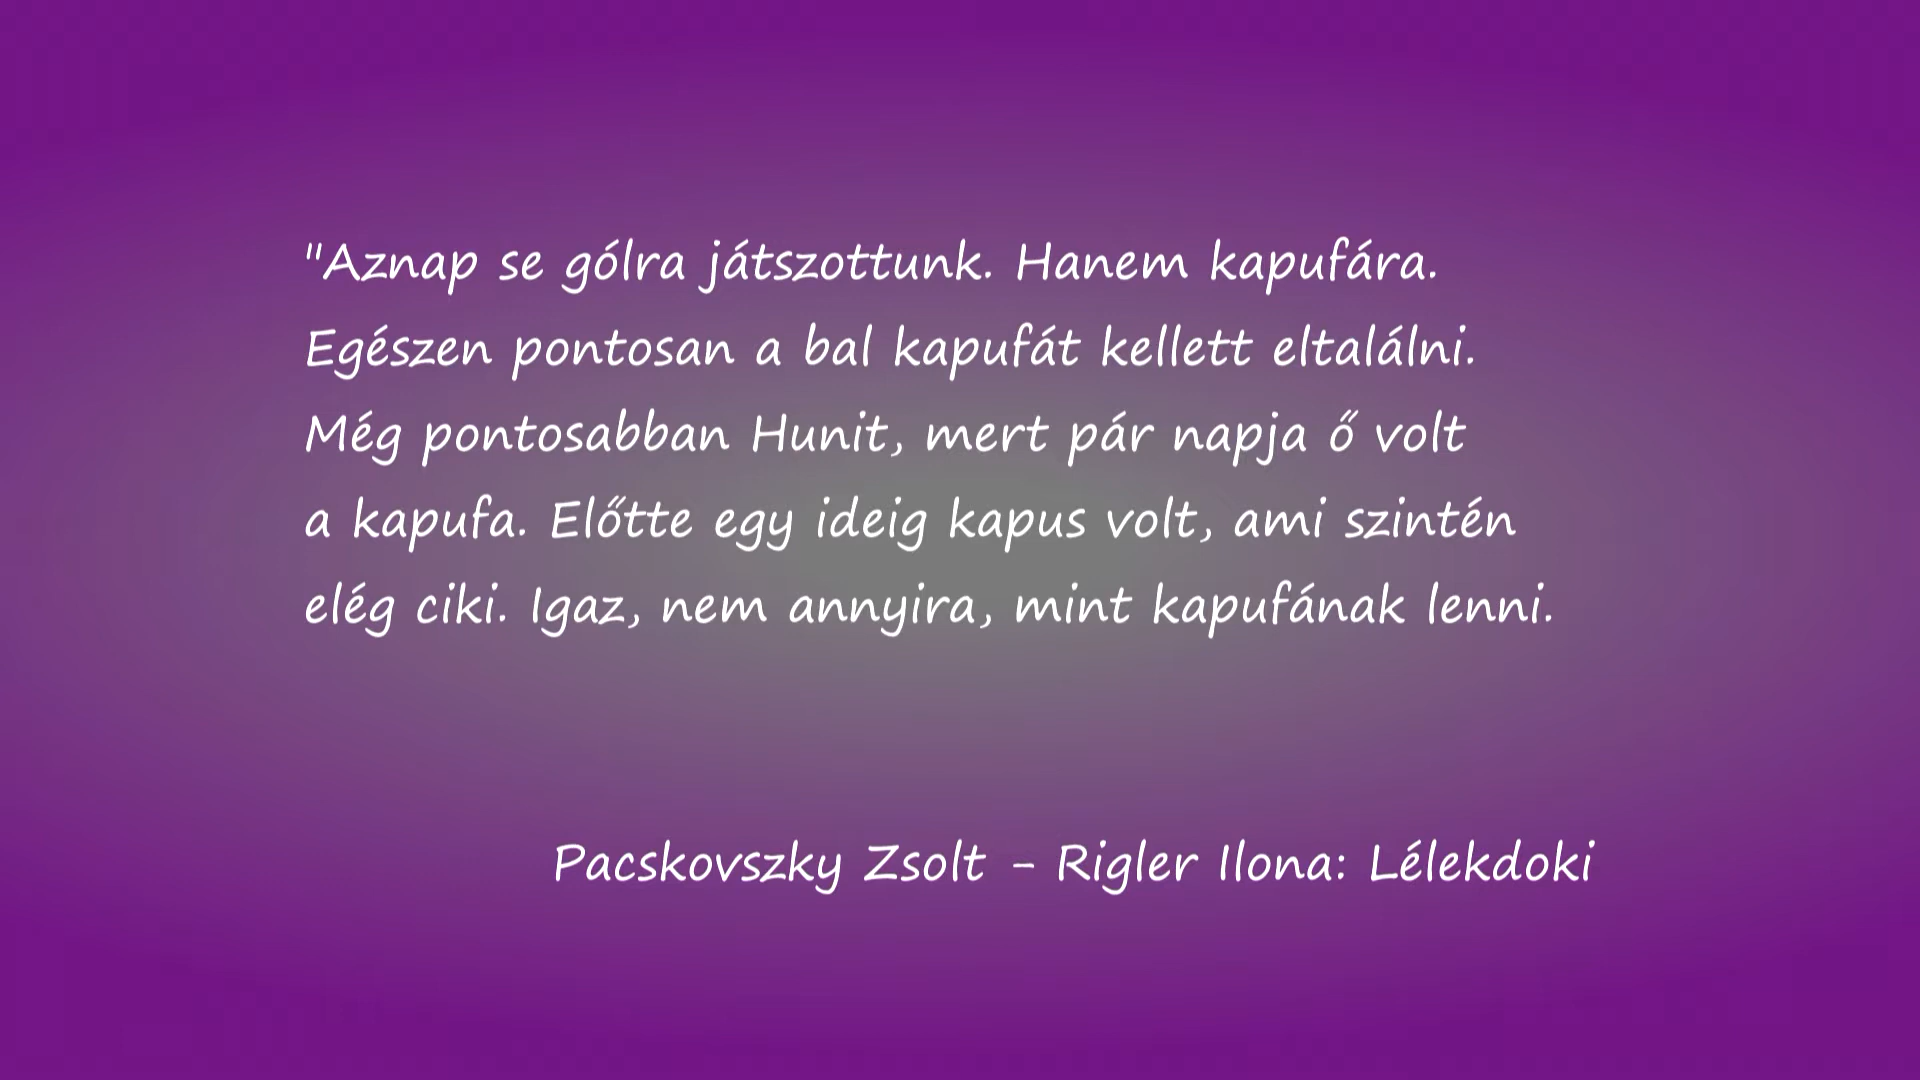 "Aznap se gólra játszottunk. Hanem kapufára.
Egészen pontosan a bal kapufát kellett eltalálni.
Még pontosabban Hunit, mert pár napja ő volt
a kapufa. Előtte egy ideig kapus volt, ami szintén
elég ciki. Igaz, nem annyira, mint kapufának lenni.
Pacskovszky Zsolt - Rigler Ilona: Lélekdoki